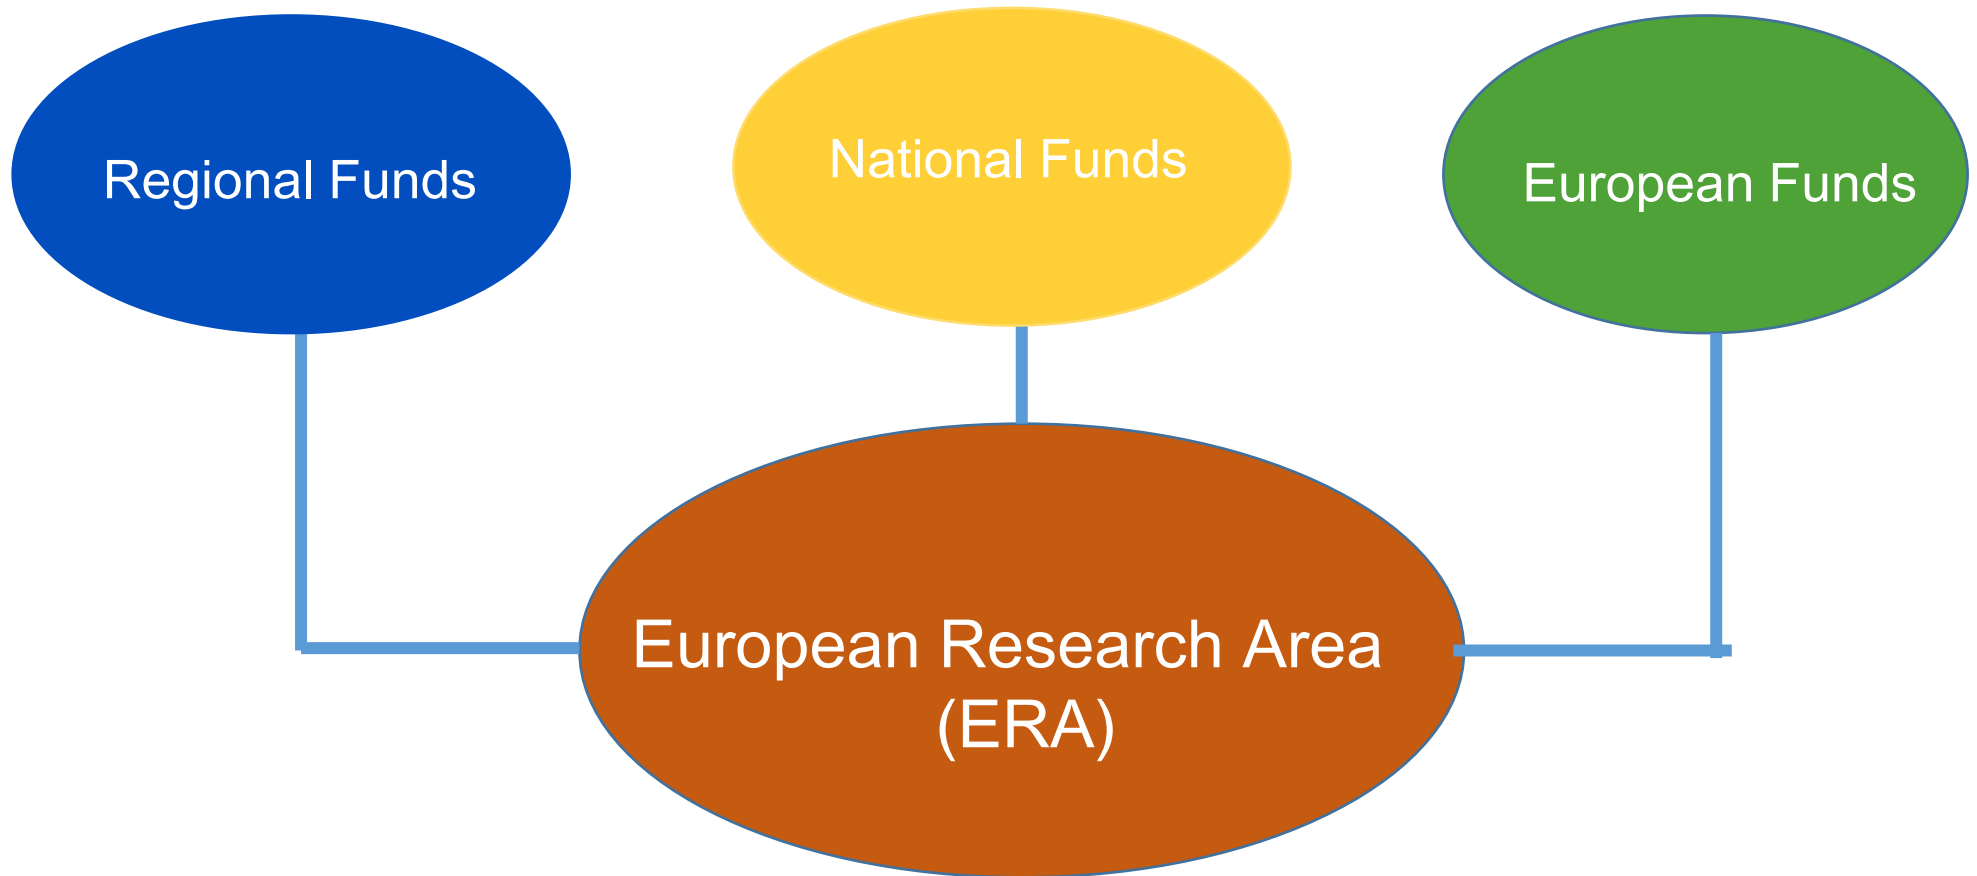 Regional Funds
National Funds
European Funds
European Research Area
(ERA)